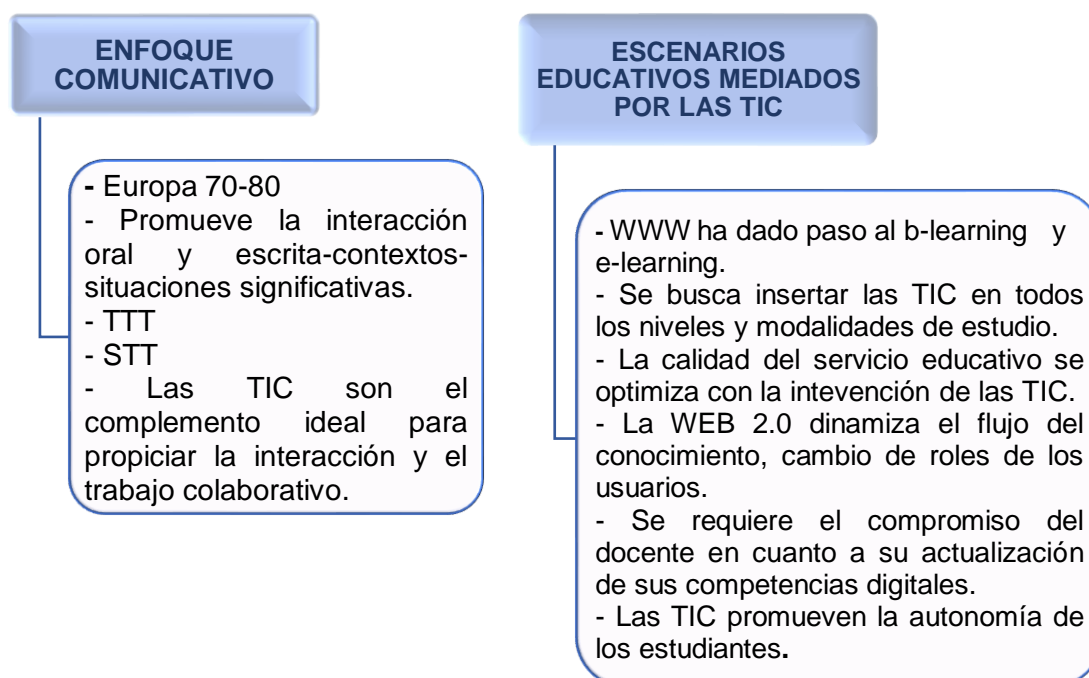 ENFOQUE
COMUNICATIVO
- Europa 70-80
- Promueve la interacción
oral y escrita-contextos-
situaciones significativas.
- TTT
- STT
- Las TIC son el
complemento ideal para
propiciar la interacción y el
trabajo colaborativo.
ESCENARIOS
EDUCATIVOS MEDIADOS
POR LAS TIC
- WWW ha dado paso al b-learning y
e-learning.
- Se busca insertar las TIC en todos
los niveles y modalidades de estudio.
- La calidad del servicio educativo se
optimiza con la intevención de las TIC.
- La WEB 2.0 dinamiza el flujo del
conocimiento, cambio de roles de los
usuarios.
- Se requiere el compromiso del
docente en cuanto a su actualización
de sus competencias digitales.
- Las TIC promueven la autonomía de
los estudiantes.